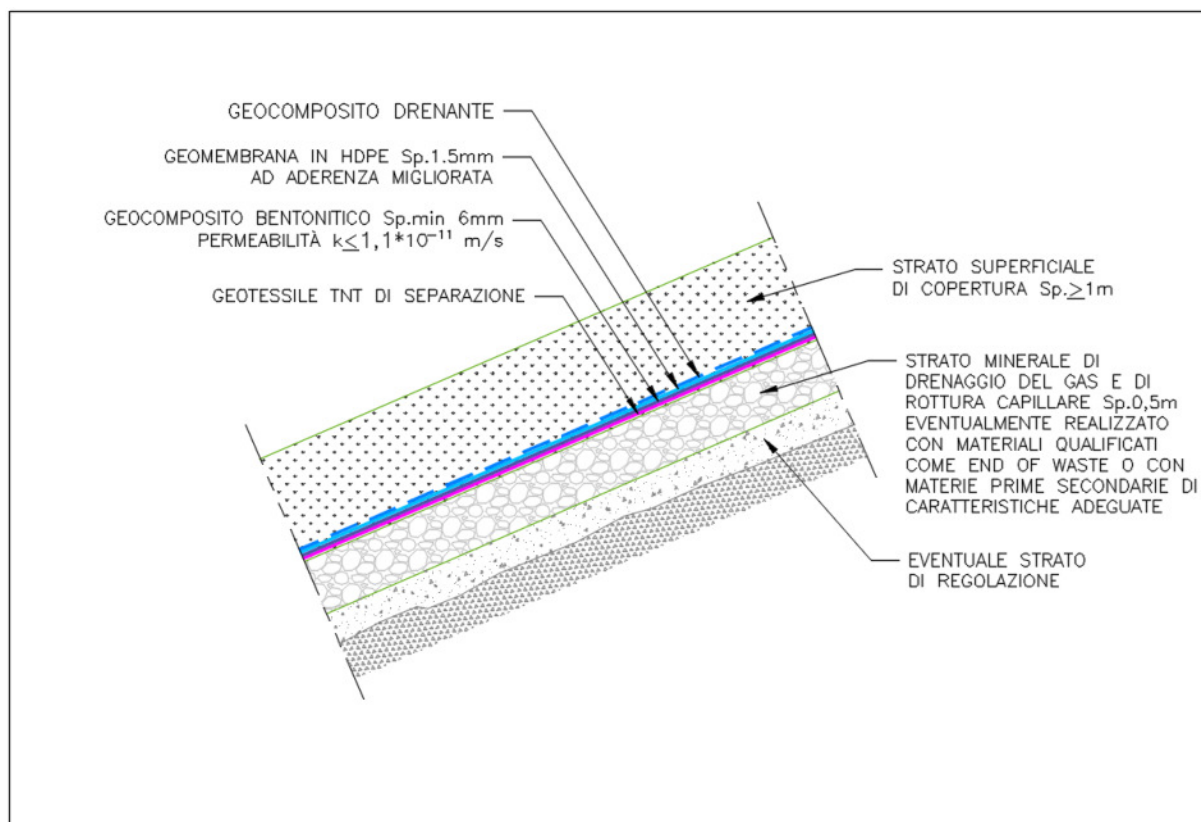 GEOCOMPOSITO DRENANTE
GEOMEMBRANA IN HDPE Sp.1.5mm
AD ADERENZA MIGLIORATA
GEOCOMPOSITO BENTONITICO Sp.min 6mm
PERMEABILITÀ k≤1,1*10⁻¹¹ m/s
GEOTESSILE TNT DI SEPARAZIONE
STRATO SUPERFICIALE
DI COPERTURA Sp.≥1m
STRATO MINERALE DI
DRENAGGIO DEL GAS E DI
ROTTURA CAPILLARE Sp.0,5m
EVENTUALMENTE REALIZZATO
CON MATERIALI QUALIFICATI
COME END OF WASTE O CON
MATERIE PRIME SECONDARIE DI
CARATTERISTICHE ADEGUATE
EVENTUALE STRATO
DI REGOLAZIONE